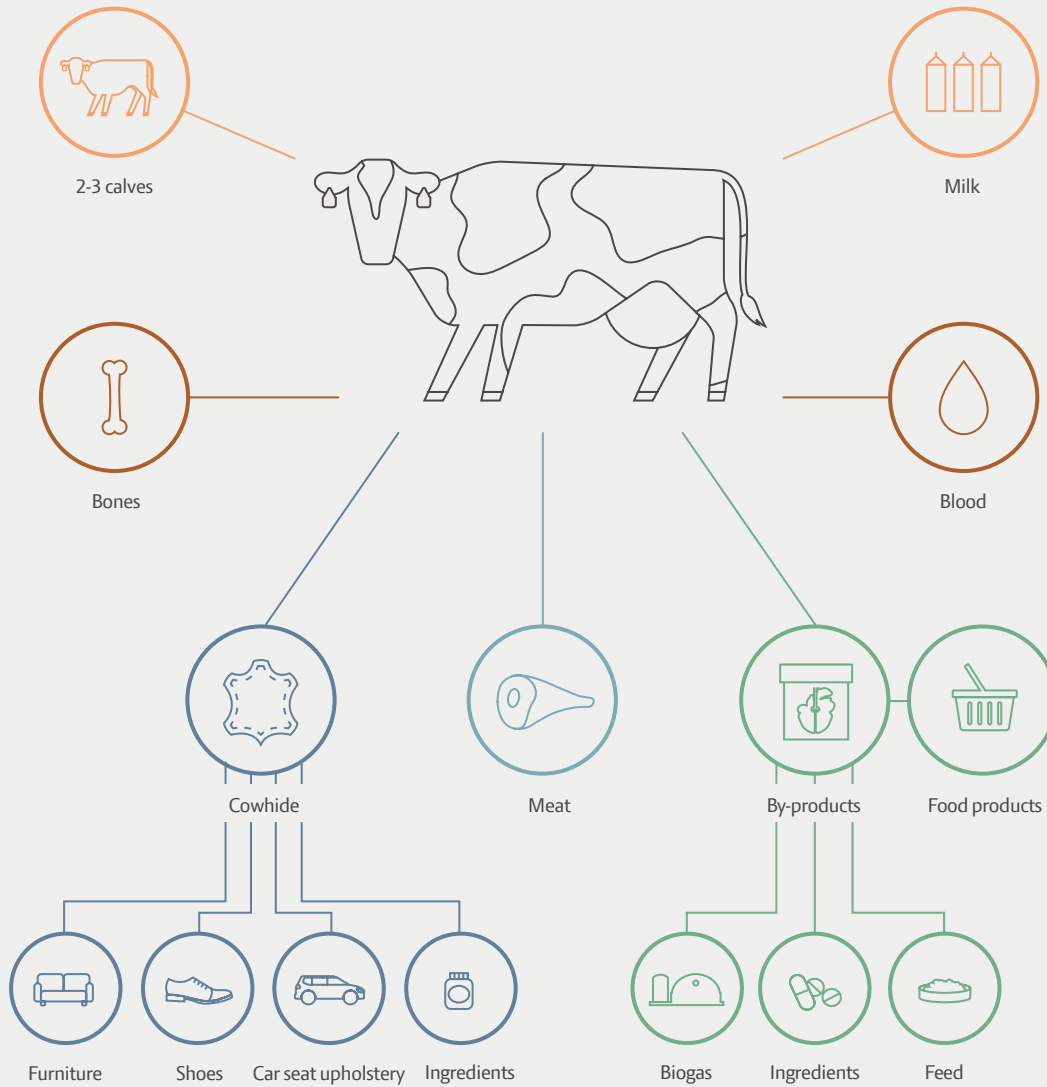 2-3 calves
Milk
Bones
Blood
Cowhide
Meat
By-products
Food products
Furniture
Shoes
Car seat upholstery
Ingredients
Biogas
Ingredients
Feed